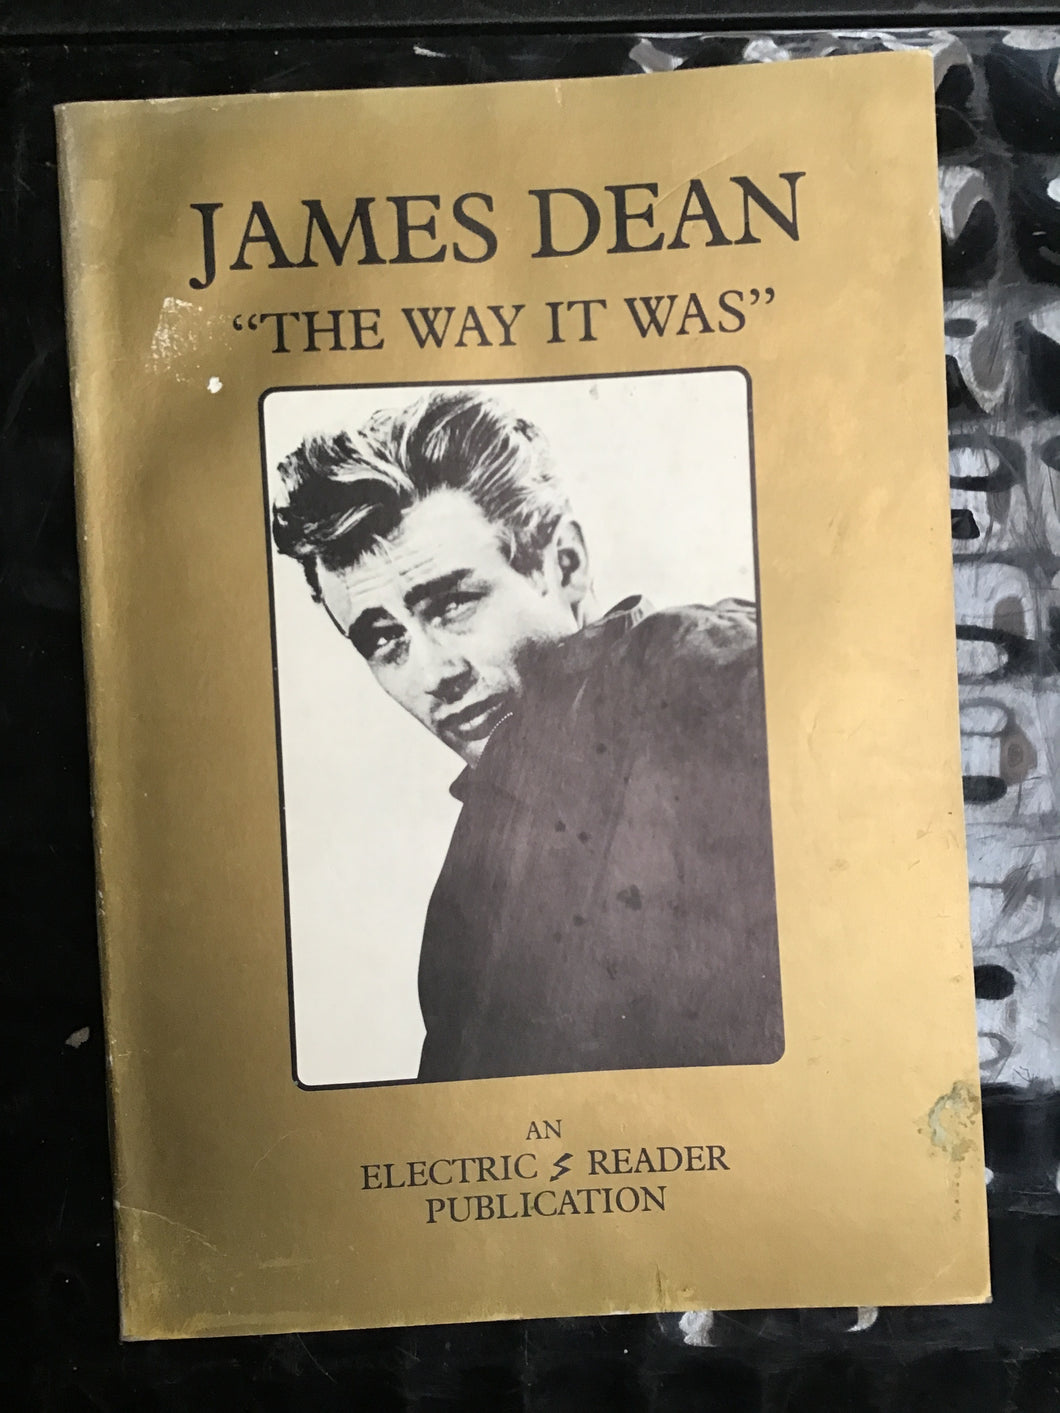 JAMES DEAN
“THE WAY IT WAS”
AN
ELECTRIC READER
PUBLICATION